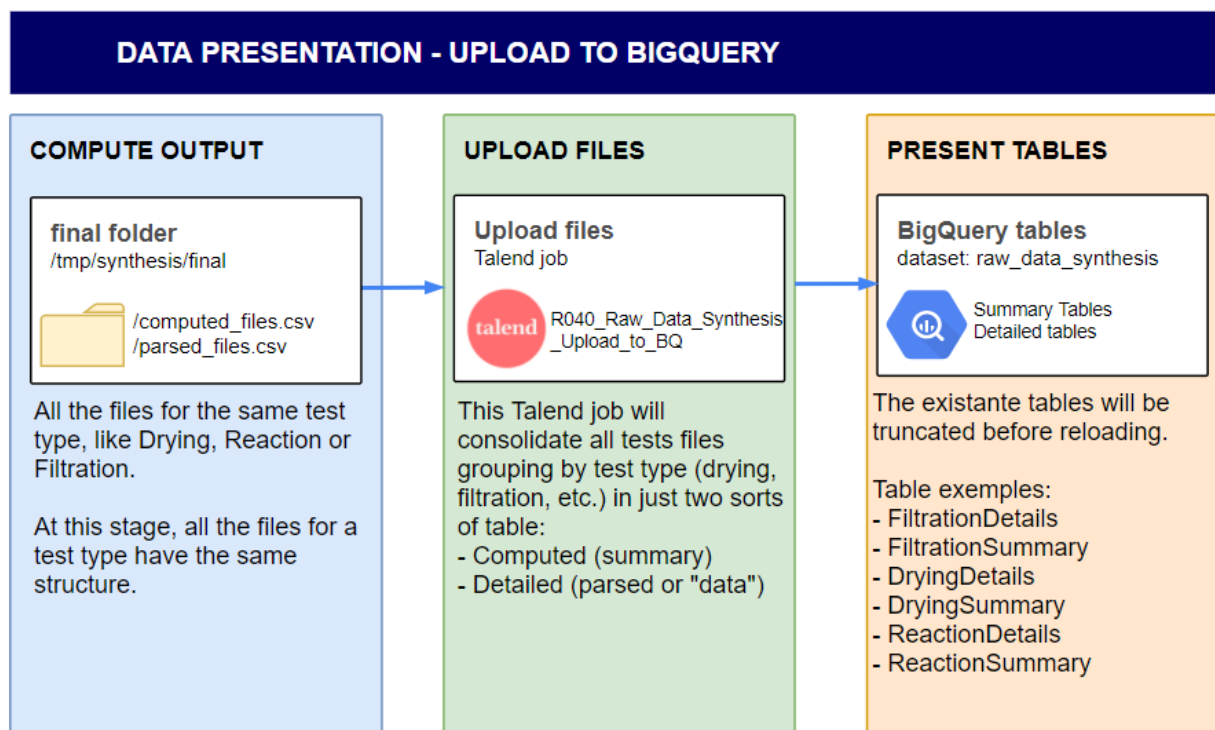 DATA PRESENTATION - UPLOAD TO BIGQUERY
COMPUTE OUTPUT
final folder
/tmp/synthesis/final
/computed_files.csv
/parsed_files.csv
All the files for the same test
type, like Drying, Reaction or
Filtration.
At this stage, all the files for a
test type have the same
structure.
UPLOAD FILES
Upload files
Talend job
talend
R040_Raw_Data_Synthesis
_Upload_to_BQ
This Talend job will
consolidate all tests files
grouping by test type (drying,
filtration, etc.) in just two sorts
of table:
- Computed (summary)
- Detailed (parsed or "data")
PRESENT TABLES
BigQuery tables
dataset: raw_data_synthesis
Summary Tables
Detailed tables
The existante tables will be
truncated before reloading.
Table exemples:
- FiltrationDetails
- FiltrationSummary
- DryingDetails
- DryingSummary
- ReactionDetails
- ReactionSummary